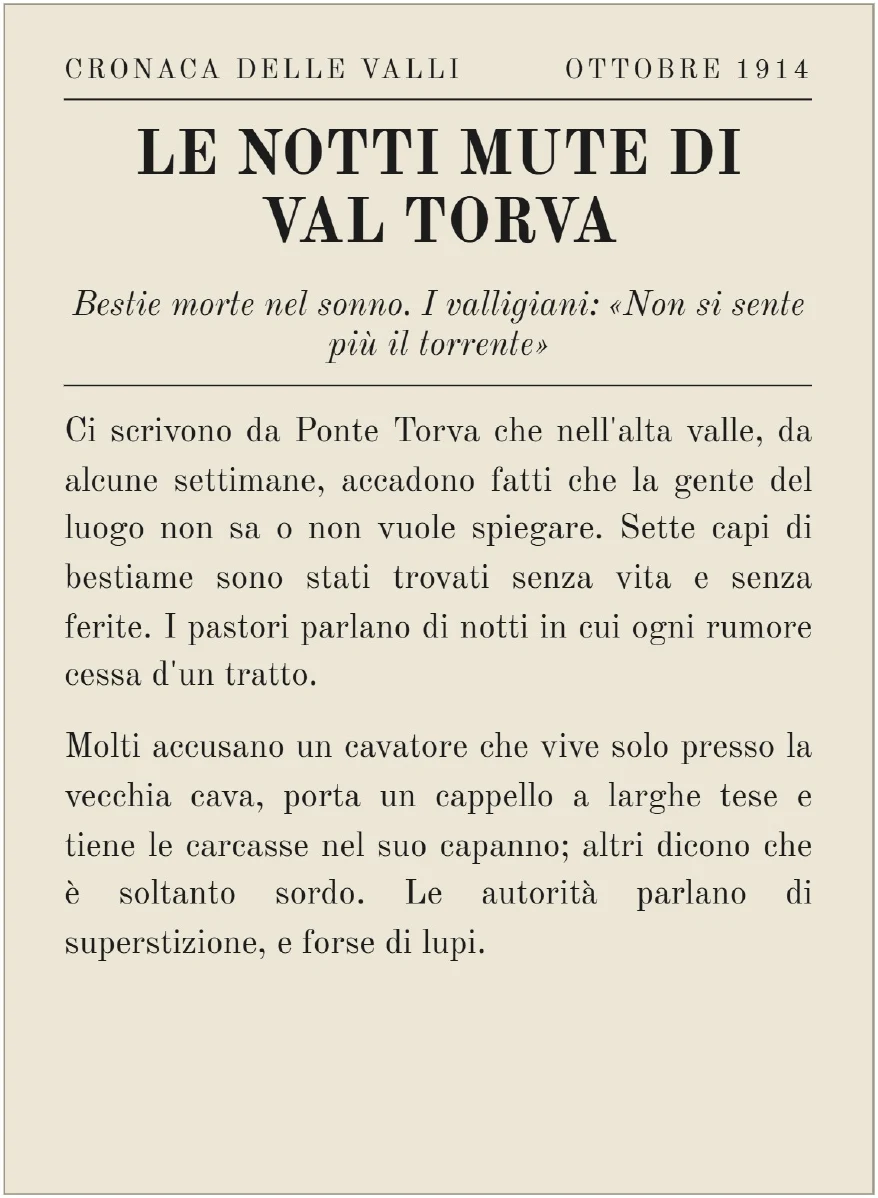 CRONACA DELLE VALLI OTTOBRE 1914
LE NOTTI MUTE DI
VAL TORVA
Bestie morte nel sonno. I valligiani: «Non si sente
più il torrente»
Ci scrivono da Ponte Torva che nell'alta valle, da
alcune settimane, accadono fatti che la gente del
luogo non sa o non vuole spiegare. Sette capi di
bestiame sono stati trovati senza vita e senza
ferite. I pastori parlano di notti in cui ogni rumore
cessa d'un tratto.
Molti accusano un cavatore che vive solo presso la
vecchia cava, porta un cappello a larghe tese e
tiene le carcasse nel suo capanno; altri dicono che
è soltanto sordo. Le autorità parlano di
superstizione, e forse di lupi.